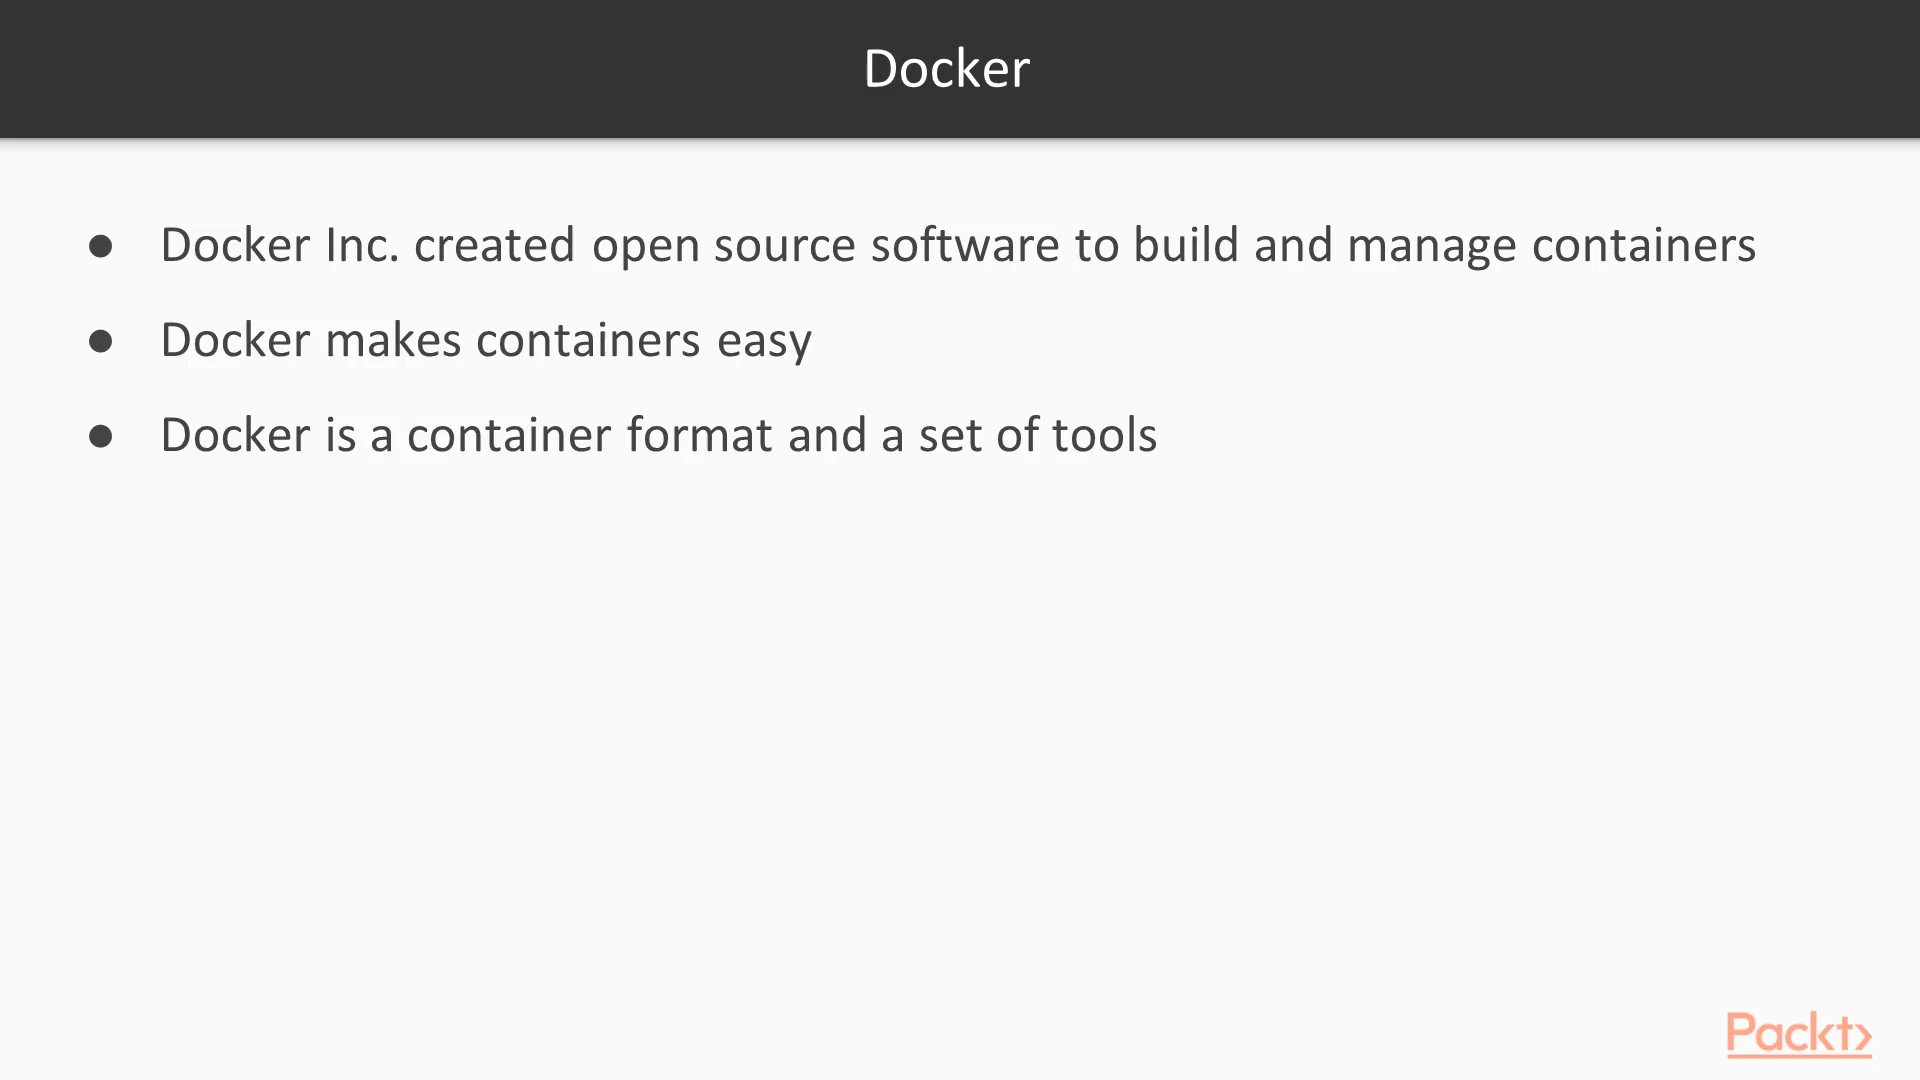 Docker
● Docker Inc. created open source software to build and manage containers
● Docker makes containers easy
● Docker is a container format and a set of tools
Packt>